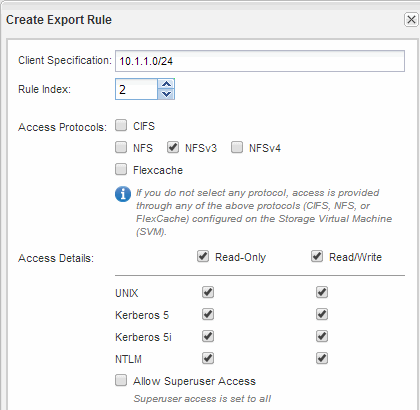 Create Export Rule
Client Specification: 10.1.1.0/24
Rule Index: 2
Access Protocols: CIFS
NFS NFSv3 NFSv4
Flexcache
If you do not select any protocol, access is provided
through any of the above protocols (CIFS, NFS, or
FlexCache) configured on the Storage Virtual Machine
(SVM).
Access Details: Read-Only Read/Write
UNIX
Kerberos 5
Kerberos 5i
NTLM
Allow Superuser Access
Superuser access is set to all